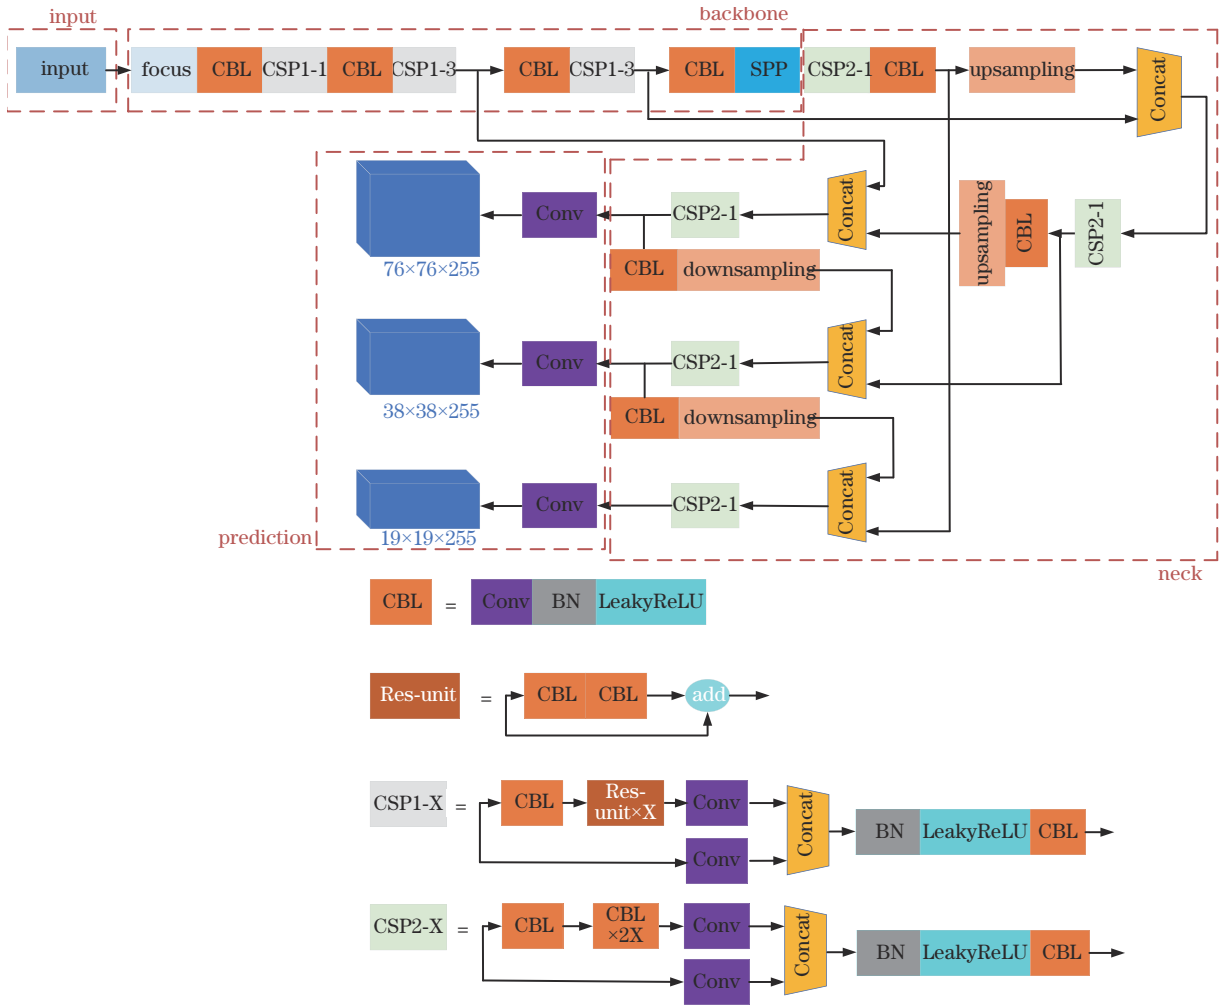 input
backbone
input
focus
CBL
CSP1-1
CBL
CSP1-3
CBL
CSP1-3
CBL
SPP
CSP2-1
CBL
upsampling
Concat
76×76×255
Conv
CSP2-1
Concat
upsampling
CBL
CSP2-1
CBL
downsampling
38×38×255
Conv
CSP2-1
Concat
CBL
downsampling
19×19×255
Conv
CSP2-1
Concat
prediction
neck
CBL
=
Conv
BN
LeakyReLU
Res-unit
=
CBL
CBL
add
CSP1-X
=
CBL
Res-
unit×X
Conv
Conv
Concat
BN
LeakyReLU
CBL
CSP2-X
=
CBL
CBL
×2X
Conv
Conv
Concat
BN
LeakyReLU
CBL